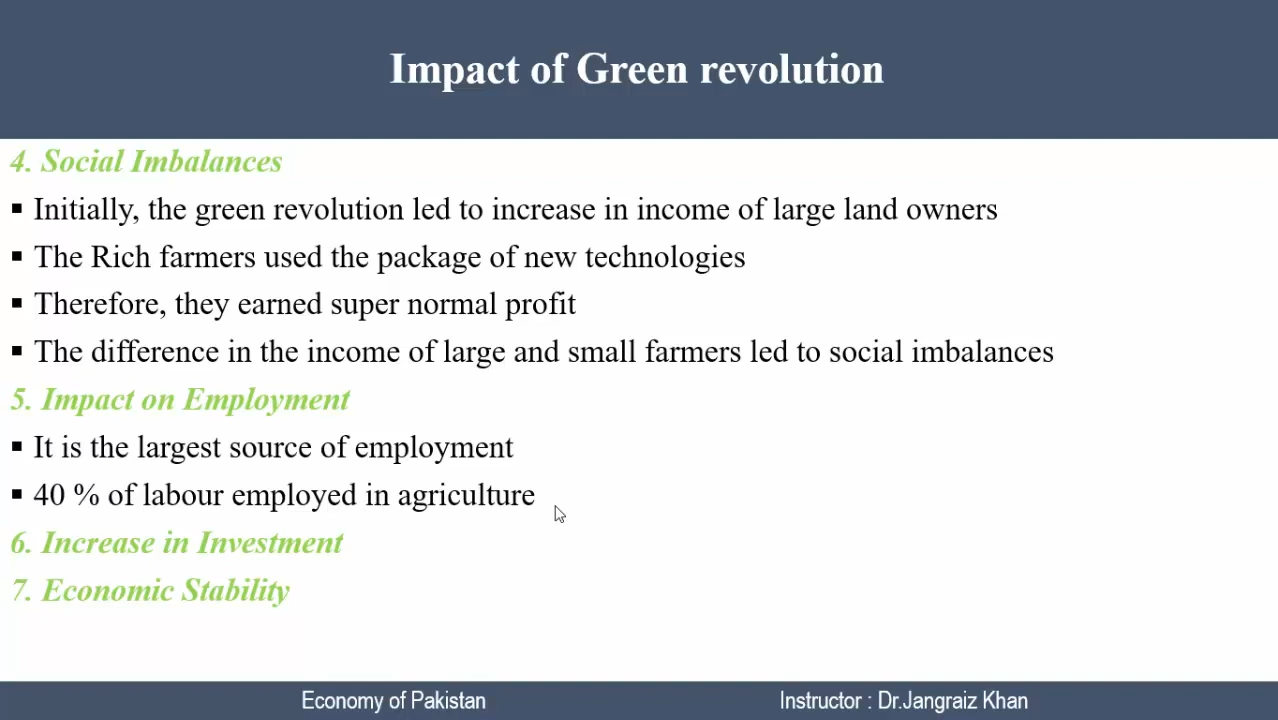 Impact of Green revolution
4. Social Imbalances
▪ Initially, the green revolution led to increase in income of large land owners
▪ The Rich farmers used the package of new technologies
▪ Therefore, they earned super normal profit
▪ The difference in the income of large and small farmers led to social imbalances
5. Impact on Employment
▪ It is the largest source of employment
▪ 40 % of labour employed in agriculture
6. Increase in Investment
7. Economic Stability
Economy of Pakistan
Instructor : Dr.Jangraiz Khan